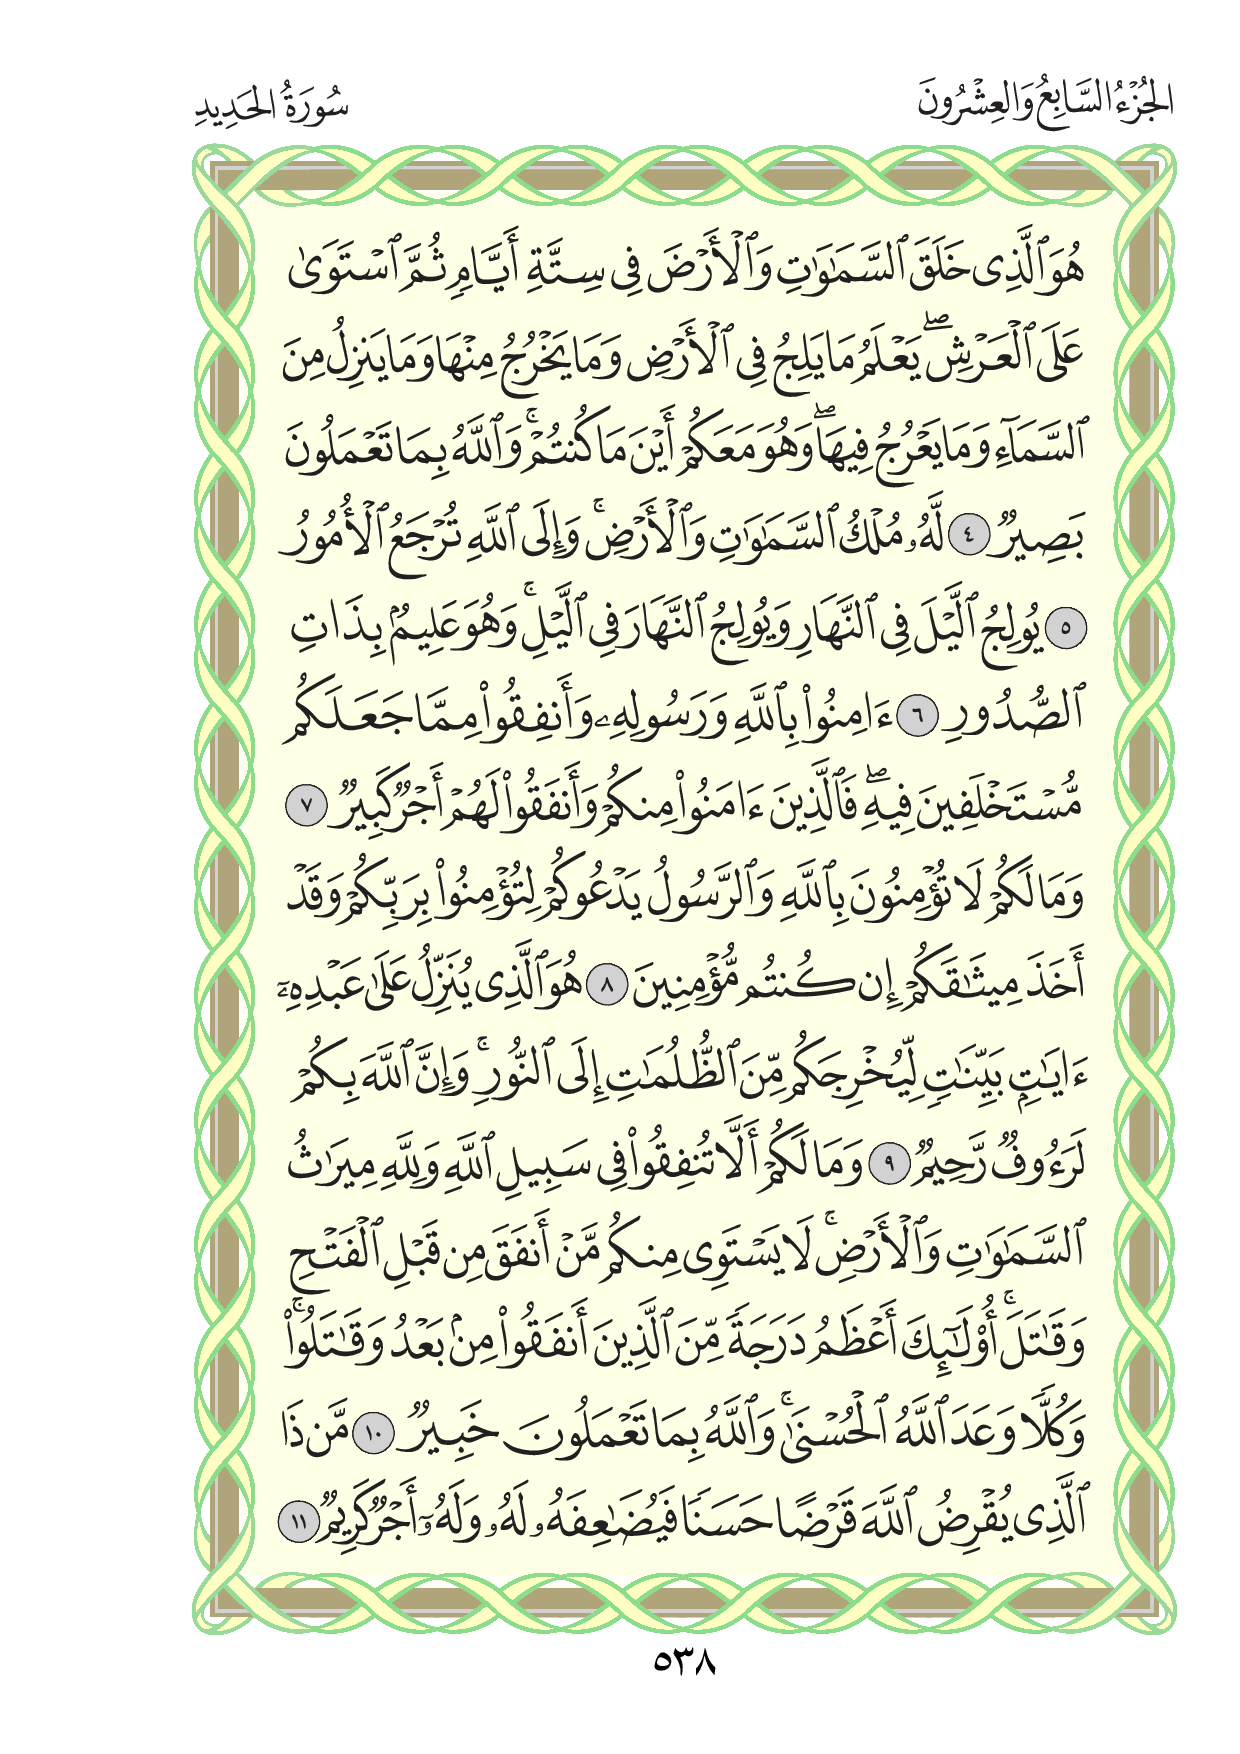 الجُزْءُ السَّابِعُ وَالعِشْرُونَ
سُورَةُ الحَدِيدِ
هُوَ ٱلَّذِى خَلَقَ ٱلسَّمَٰوَٰتِ وَٱلْأَرْضَ فِى سِتَّةِ أَيَّامٍ ثُمَّ ٱسْتَوَىٰ
عَلَى ٱلْعَرْشِۖ يَعْلَمُ مَا يَلِجُ فِى ٱلْأَرْضِ وَمَا يَخْرُجُ مِنْهَا وَمَا يَنزِلُ مِنَ
ٱلسَّمَآءِ وَمَا يَعْرُجُ فِيهَاۖ وَهُوَ مَعَكُمْ أَيْنَ مَا كُنتُمْۚ وَٱللَّهُ بِمَا تَعْمَلُونَ
بَصِيرٌ ٤ لَّهُۥ مُلْكُ ٱلسَّمَٰوَٰتِ وَٱلْأَرْضِۚ وَإِلَى ٱللَّهِ تُرْجَعُ ٱلْأُمُورُ
٥ يُولِجُ ٱلَّيْلَ فِى ٱلنَّهَارِ وَيُولِجُ ٱلنَّهَارَ فِى ٱلَّيْلِۚ وَهُوَ عَلِيمٌۢ بِذَاتِ
ٱلصُّدُورِ ٦ ءَامِنُوا۟ بِٱللَّهِ وَرَسُولِهِۦ وَأَنفِقُوا۟ مِمَّا جَعَلَكُم
مُّسْتَخْلَفِينَ فِيهِۖ فَٱلَّذِينَ ءَامَنُوا۟ مِنكُمْ وَأَنفَقُوا۟ لَهُمْ أَجْرٌ كَبِيرٌ ٧
وَمَا لَكُمْ لَا تُؤْمِنُونَ بِٱللَّهِ وَٱلرَّسُولُ يَدْعُوكُمْ لِتُؤْمِنُوا۟ بِرَبِّكُمْ وَقَدْ
أَخَذَ مِيثَٰقَكُمْ إِن كُنتُم مُّؤْمِنِينَ ٨ هُوَ ٱلَّذِى يُنَزِّلُ عَلَىٰ عَبْدِهِۦٓ
ءَايَٰتٍۭ بَيِّنَٰتٍ لِّيُخْرِجَكُم مِّنَ ٱلظُّلُمَٰتِ إِلَى ٱلنُّورِۚ وَإِنَّ ٱللَّهَ بِكُمْ
لَرَءُوفٌ رَّحِيمٌ ٩ وَمَا لَكُمْ أَلَّا تُنفِقُوا۟ فِى سَبِيلِ ٱللَّهِ وَلِلَّهِ مِيرَٰثُ
ٱلسَّمَٰوَٰتِ وَٱلْأَرْضِۚ لَا يَسْتَوِى مِنكُم مَّنْ أَنفَقَ مِن قَبْلِ ٱلْفَتْحِ
وَقَٰتَلَۚ أُو۟لَٰٓئِكَ أَعْظَمُ دَرَجَةً مِّنَ ٱلَّذِينَ أَنفَقُوا۟ مِنۢ بَعْدُ وَقَٰتَلُوا۟ۚ
وَكُلًّا وَعَدَ ٱللَّهُ ٱلْحُسْنَىٰۚ وَٱللَّهُ بِمَا تَعْمَلُونَ خَبِيرٌ ١٠ مَّن ذَا
ٱلَّذِى يُقْرِضُ ٱللَّهَ قَرْضًا حَسَنًا فَيُضَٰعِفَهُۥ لَهُۥ وَلَهُۥٓ أَجْرٌ كَرِيمٌ ١١
٥٣٨